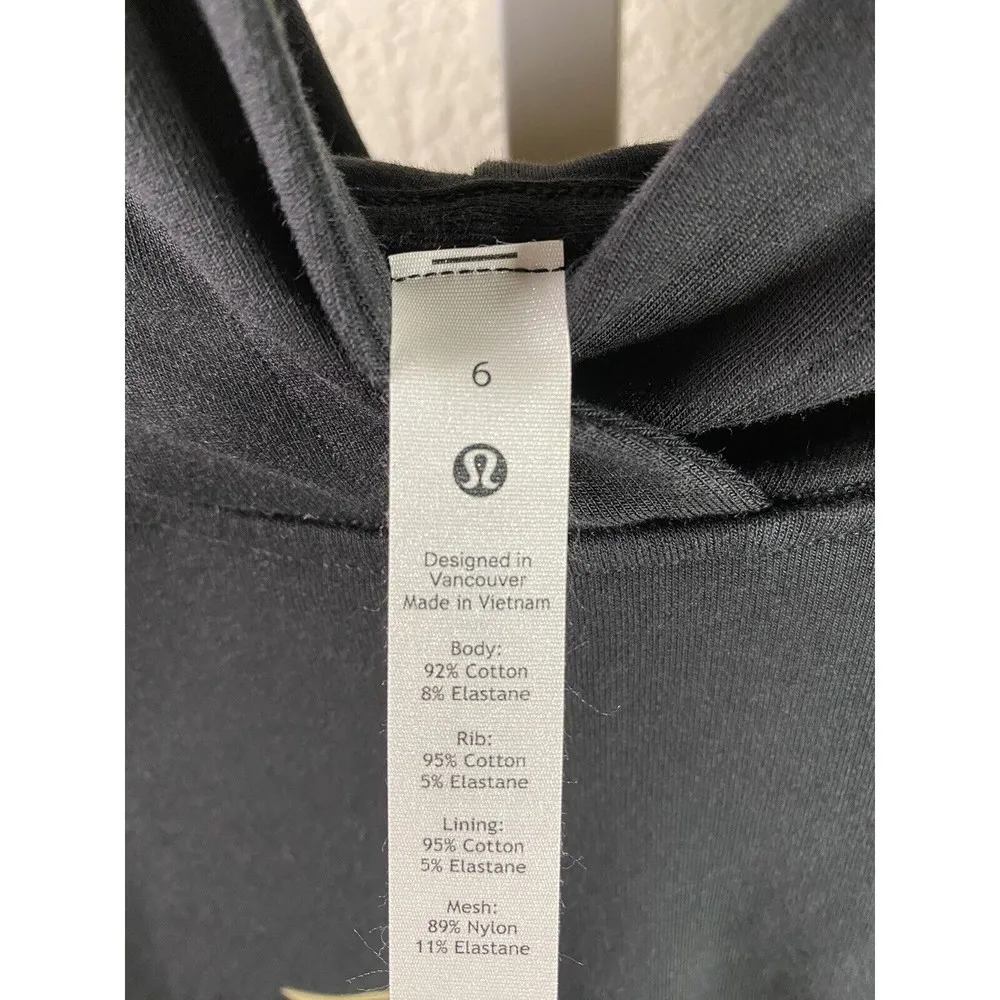 6
Designed in
Vancouver
Made in Vietnam
Body:
92% Cotton
8% Elastane
Rib:
95% Cotton
5% Elastane
Lining:
95% Cotton
5% Elastane
Mesh:
89% Nylon
11% Elastane